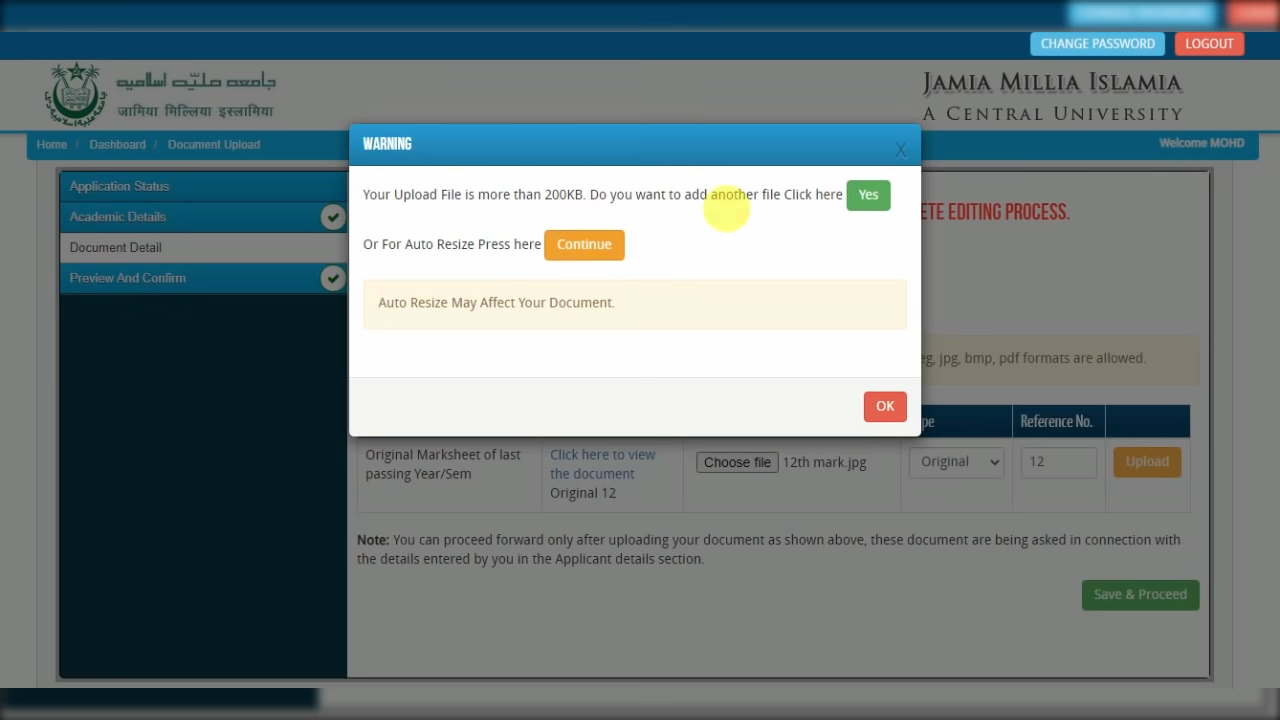 CHANGE PASSWORD LOGOUT
جامعہ ملیّہ اسلامیہ
जामिया मिल्लिया इस्लामिया
JAMIA MILLIA ISLAMIA
A CENTRAL UNIVERSITY
Home / Dashboard / Document Upload
Welcome MOHD
WARNING
X
Your Upload File is more than 200KB. Do you want to add another file Click here Yes
Or For Auto Resize Press here Continue
Auto Resize May Affect Your Document.
OK
Application Status
Academic Details
Document Detail
Preview And Confirm
ETE EDITING PROCESS.
eg, jpg, bmp, pdf formats are allowed.
pe Reference No.
Original Marksheet of last
passing Year/Sem
Click here to view
the document
Original 12
Choose file 12th mark.jpg
Original
12
Upload
Note: You can proceed forward only after uploading your document as shown above, these document are being asked in connection with
the details entered by you in the Applicant details section.
Save & Proceed